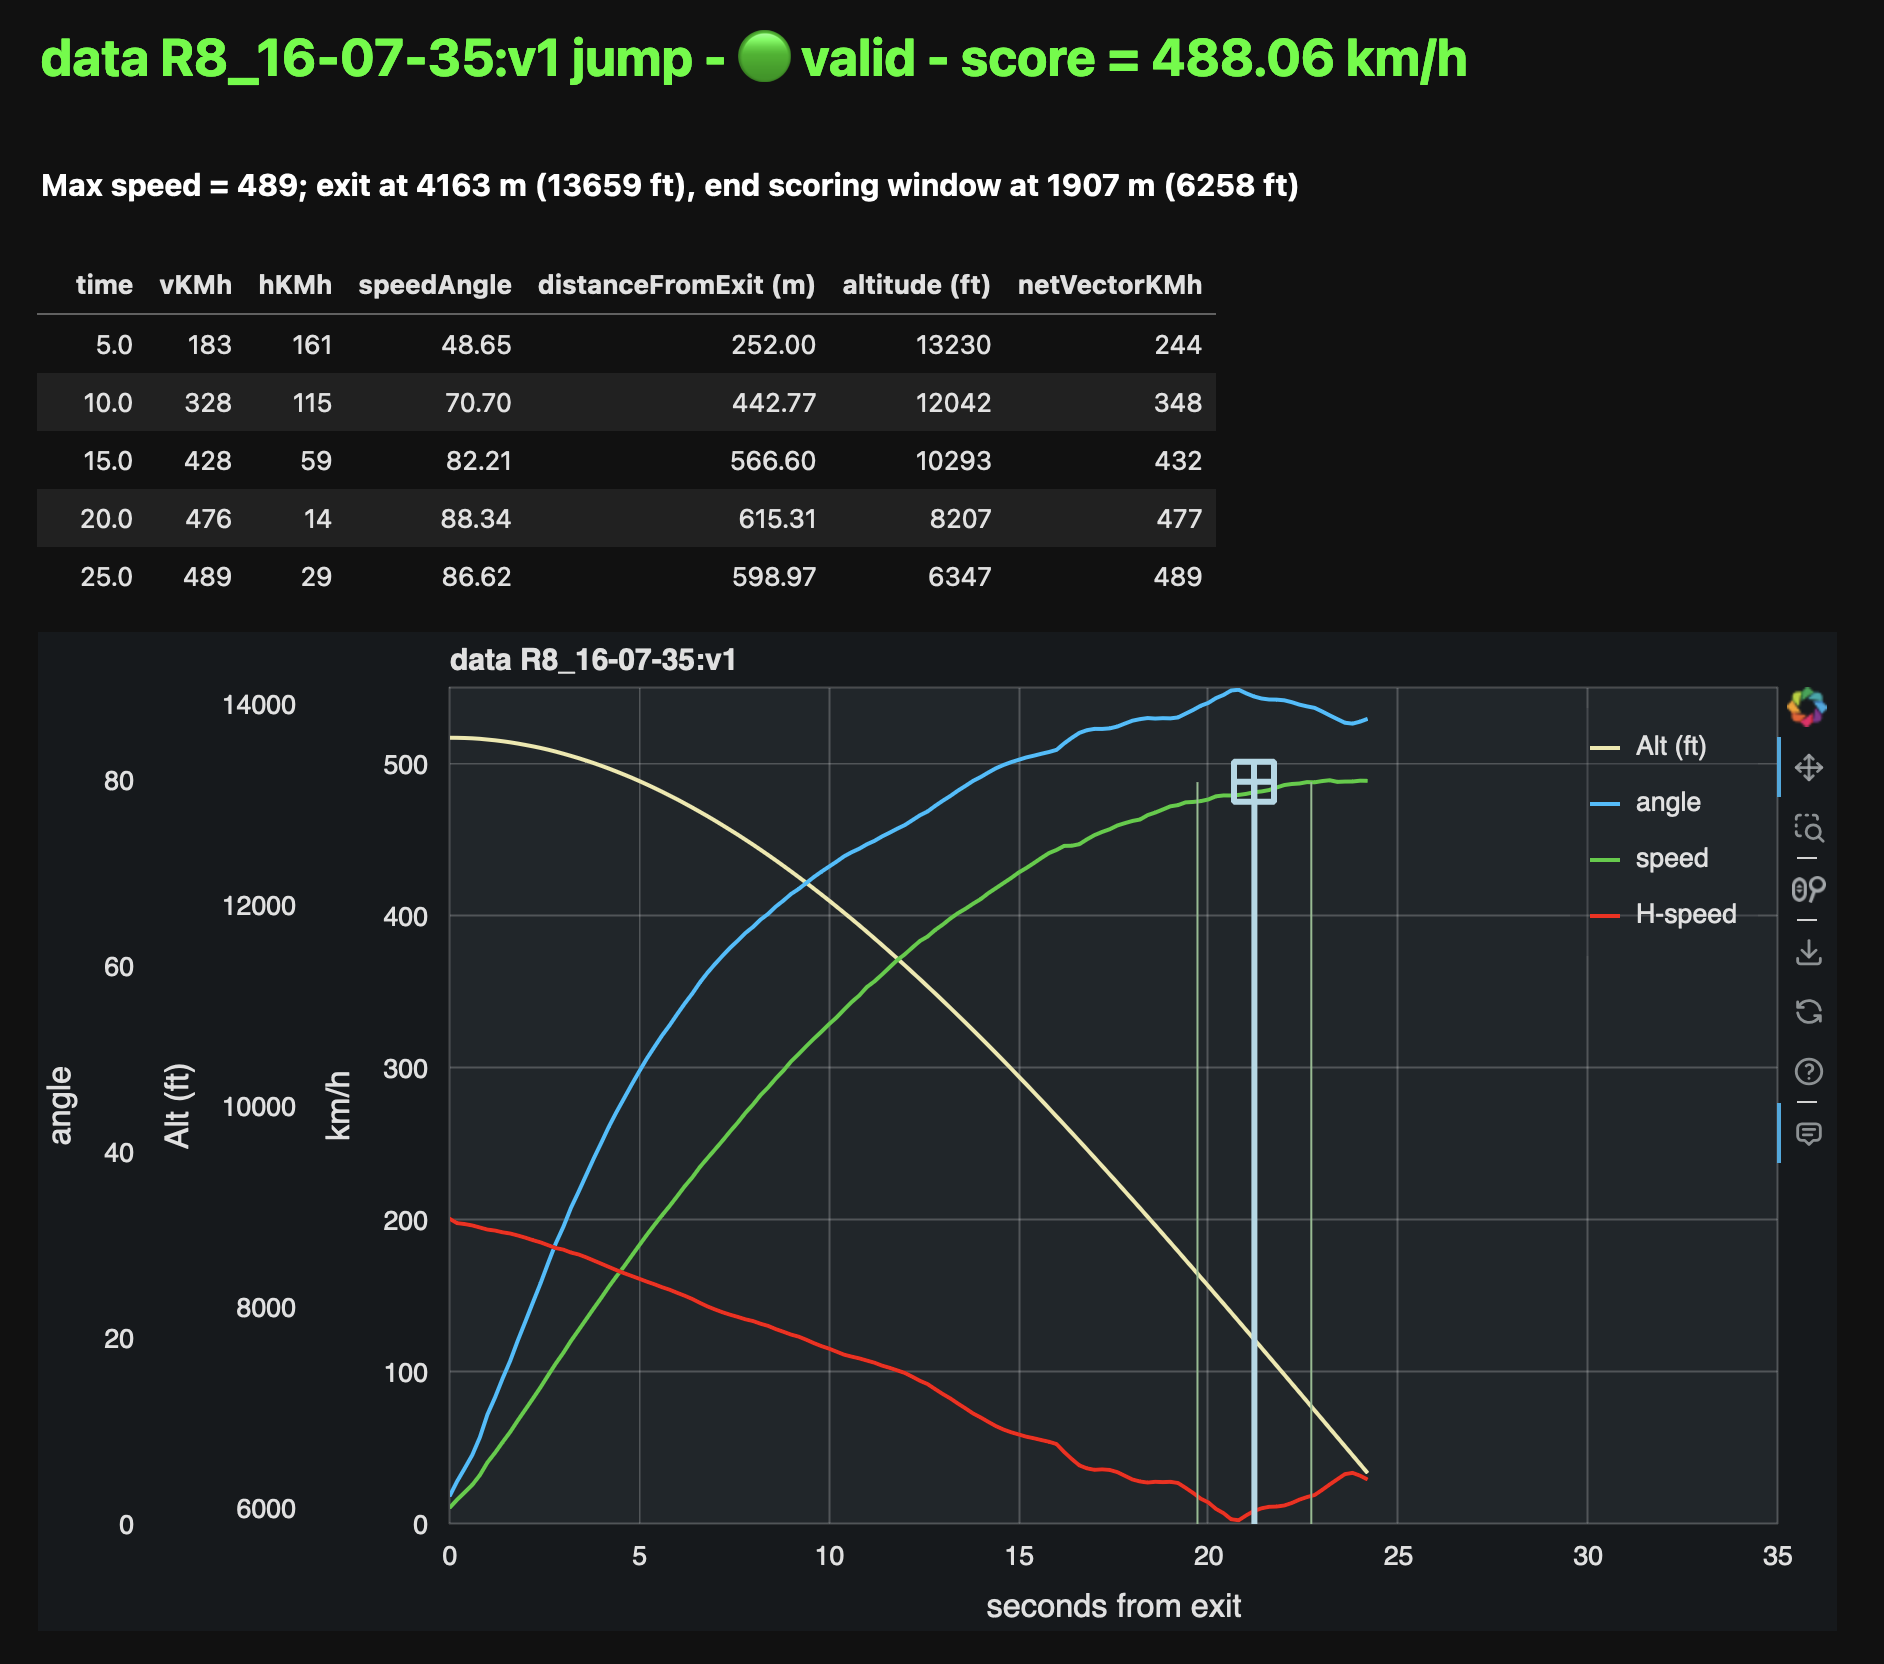 data R8_16-07-35:v1 jump - 🟢 valid - score = 488.06 km/h
Max speed = 489; exit at 4163 m (13659 ft), end scoring window at 1907 m (6258 ft)
time vKMh hKMh speedAngle distanceFromExit (m) altitude (ft) netVectorKMh
5.0 183 161 48.65 252.00 13230 244
10.0 328 115 70.70 442.77 12042 348
15.0 428 59 82.21 566.60 10293 432
20.0 476 14 88.34 615.31 8207 477
25.0 489 29 86.62 598.97 6347 489
data R8_16-07-35:v1
angle
80
60
40
20
0
Alt (ft)
14000
12000
10000
8000
6000
km/h
500
400
300
200
100
0
Alt (ft)
angle
speed
H-speed
0 5 10 15 20 25 30 35
seconds from exit